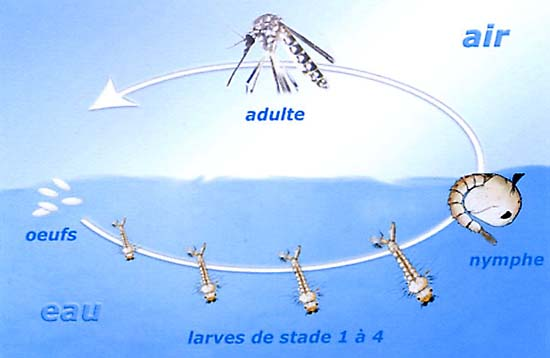 air
adulte
oeufs
nymphe
eau
larves de stade 1 à 4